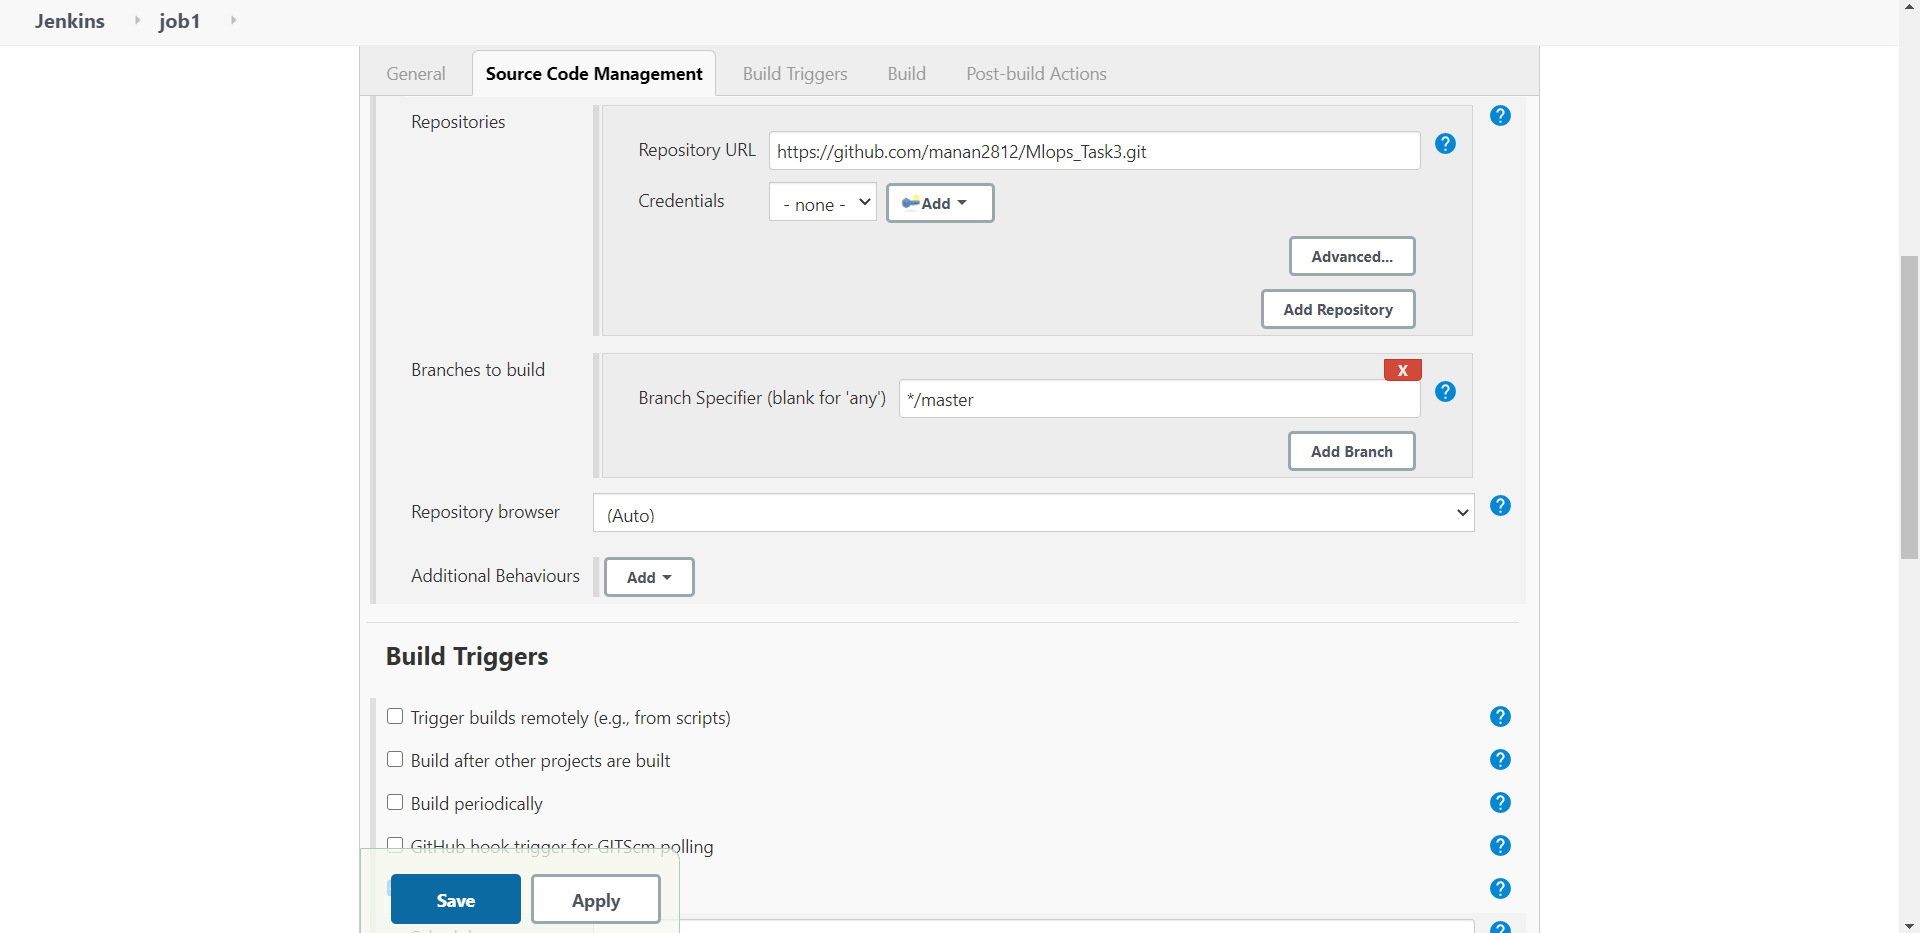 Jenkins job1
General Source Code Management Build Triggers Build Post-build Actions
Repositories
Repository URL https://github.com/manan2812/Mlops_Task3.git
Credentials - none - Add
Advanced...
Add Repository
Branches to build
X
Branch Specifier (blank for 'any') */master
Add Branch
Repository browser (Auto)
Additional Behaviours Add
Build Triggers
Trigger builds remotely (e.g., from scripts)
Build after other projects are built
Build periodically
GitHub hook trigger for GITScm polling
Save Apply